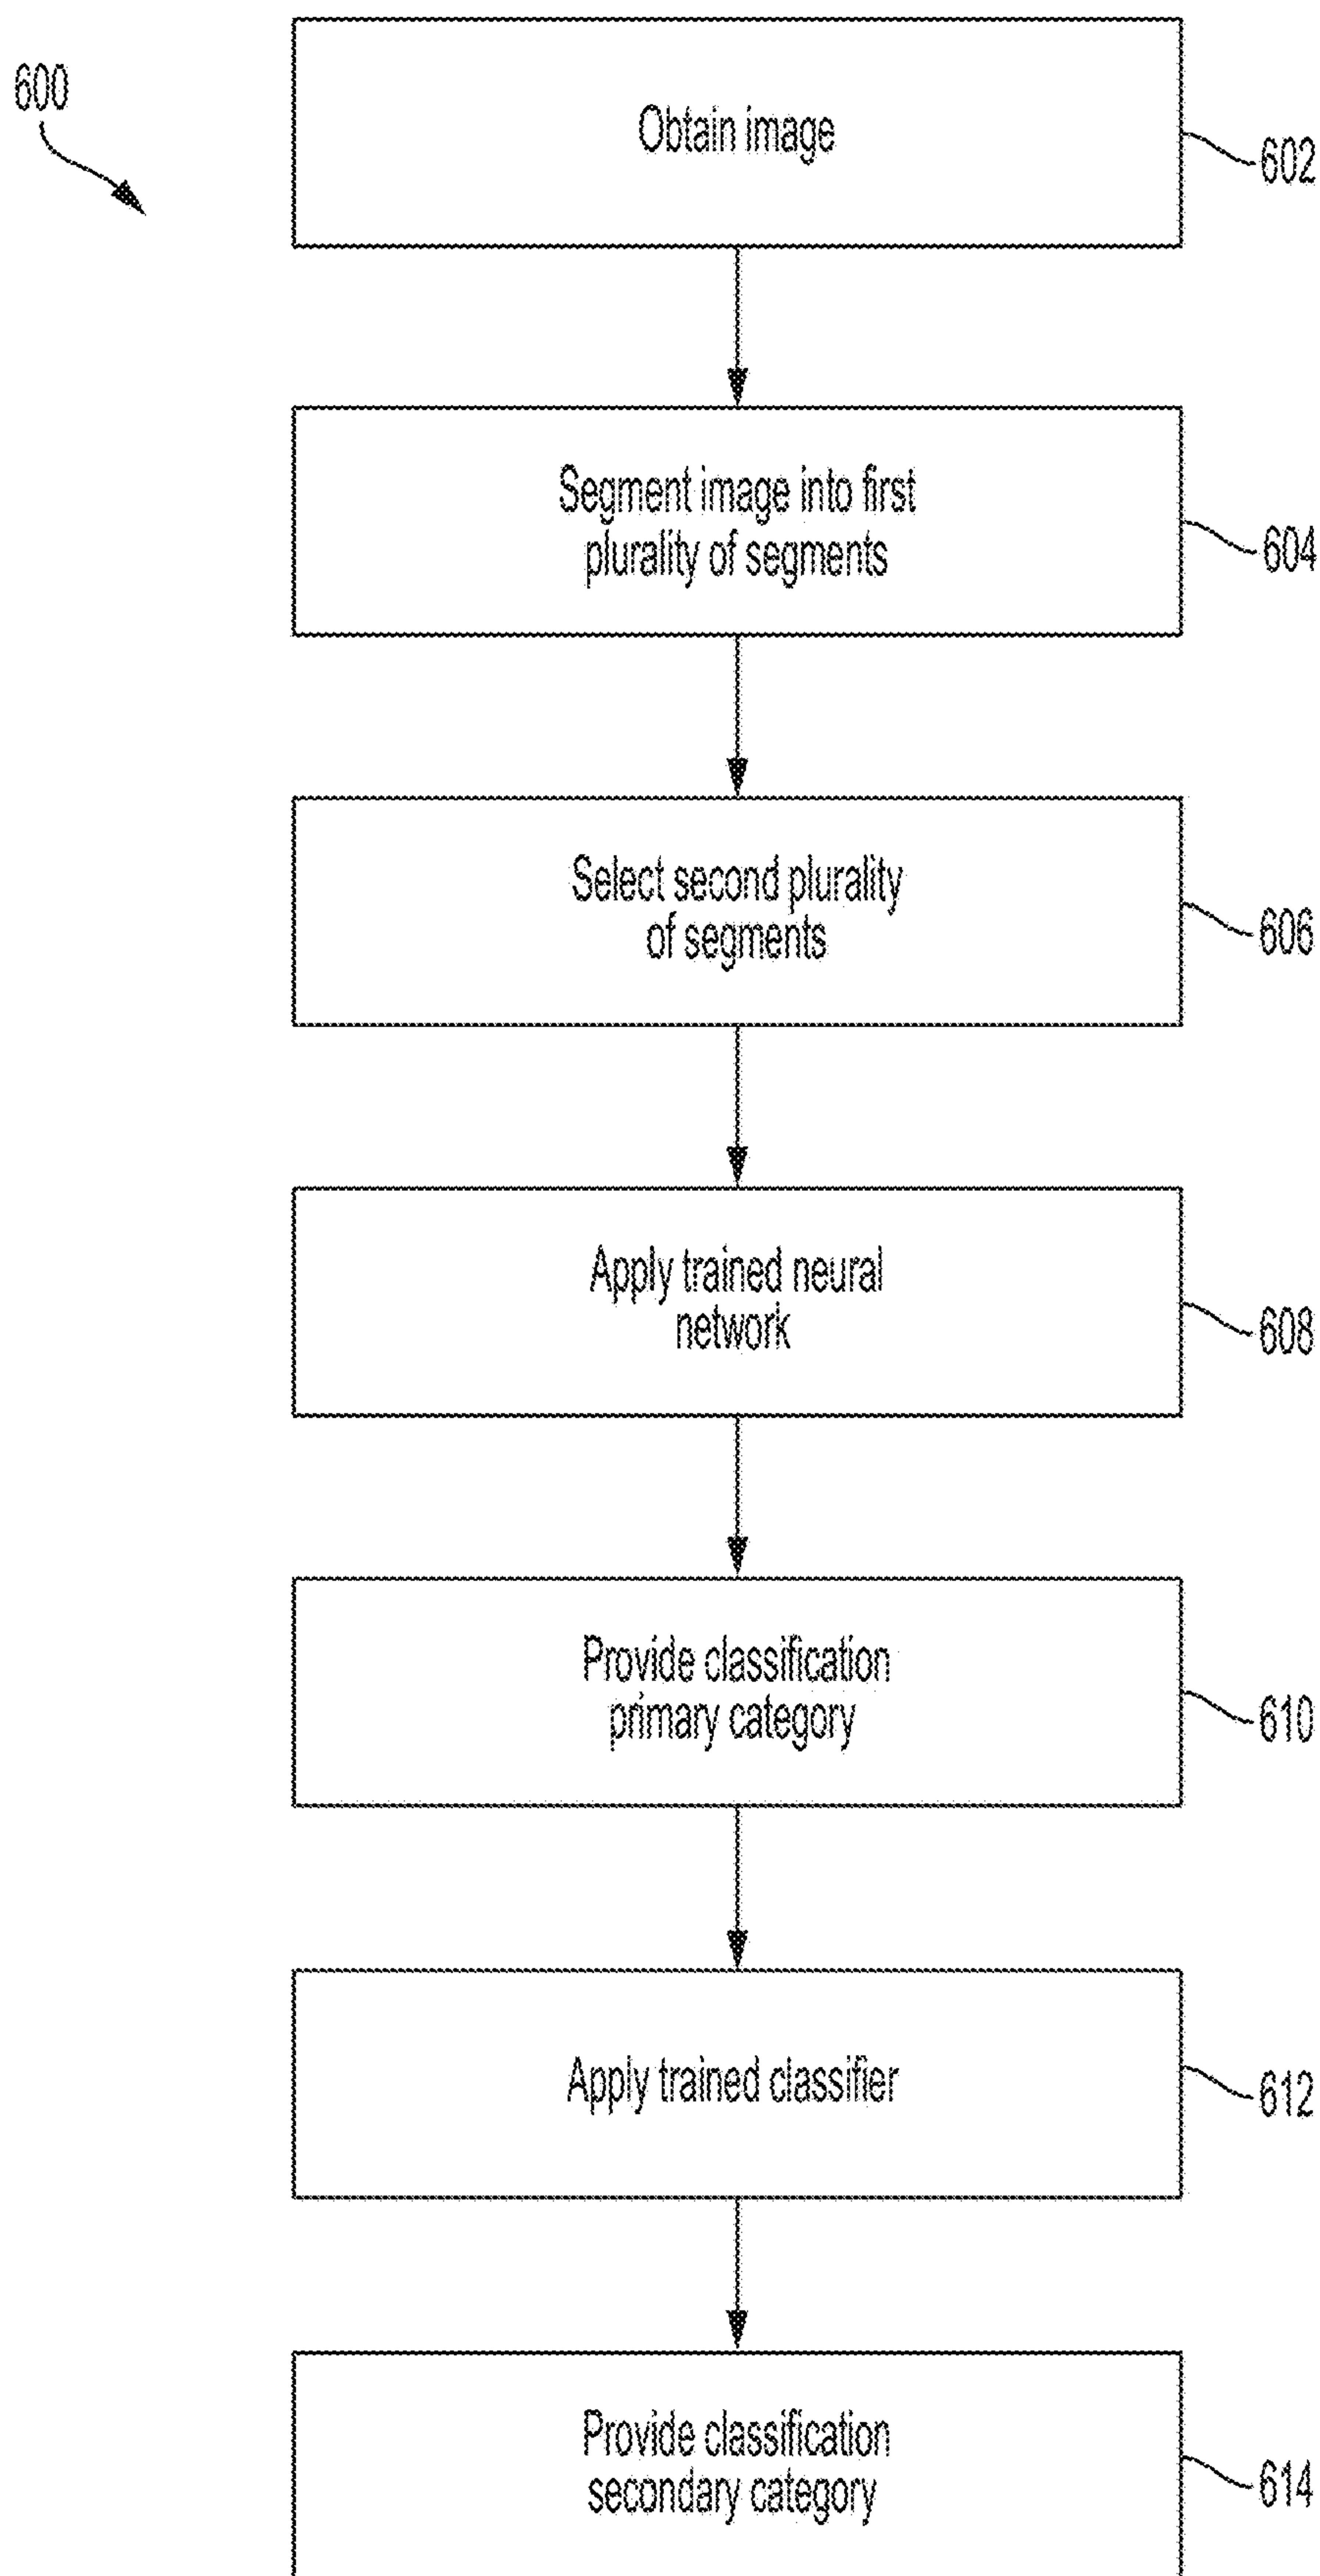 600
Obtain image
602
Segment image into first
plurality of segments
604
Select second plurality
of segments
606
Apply trained neural
network
608
Provide classification
primary category
610
Apply trained classifier
612
Provide classification
secondary category
614